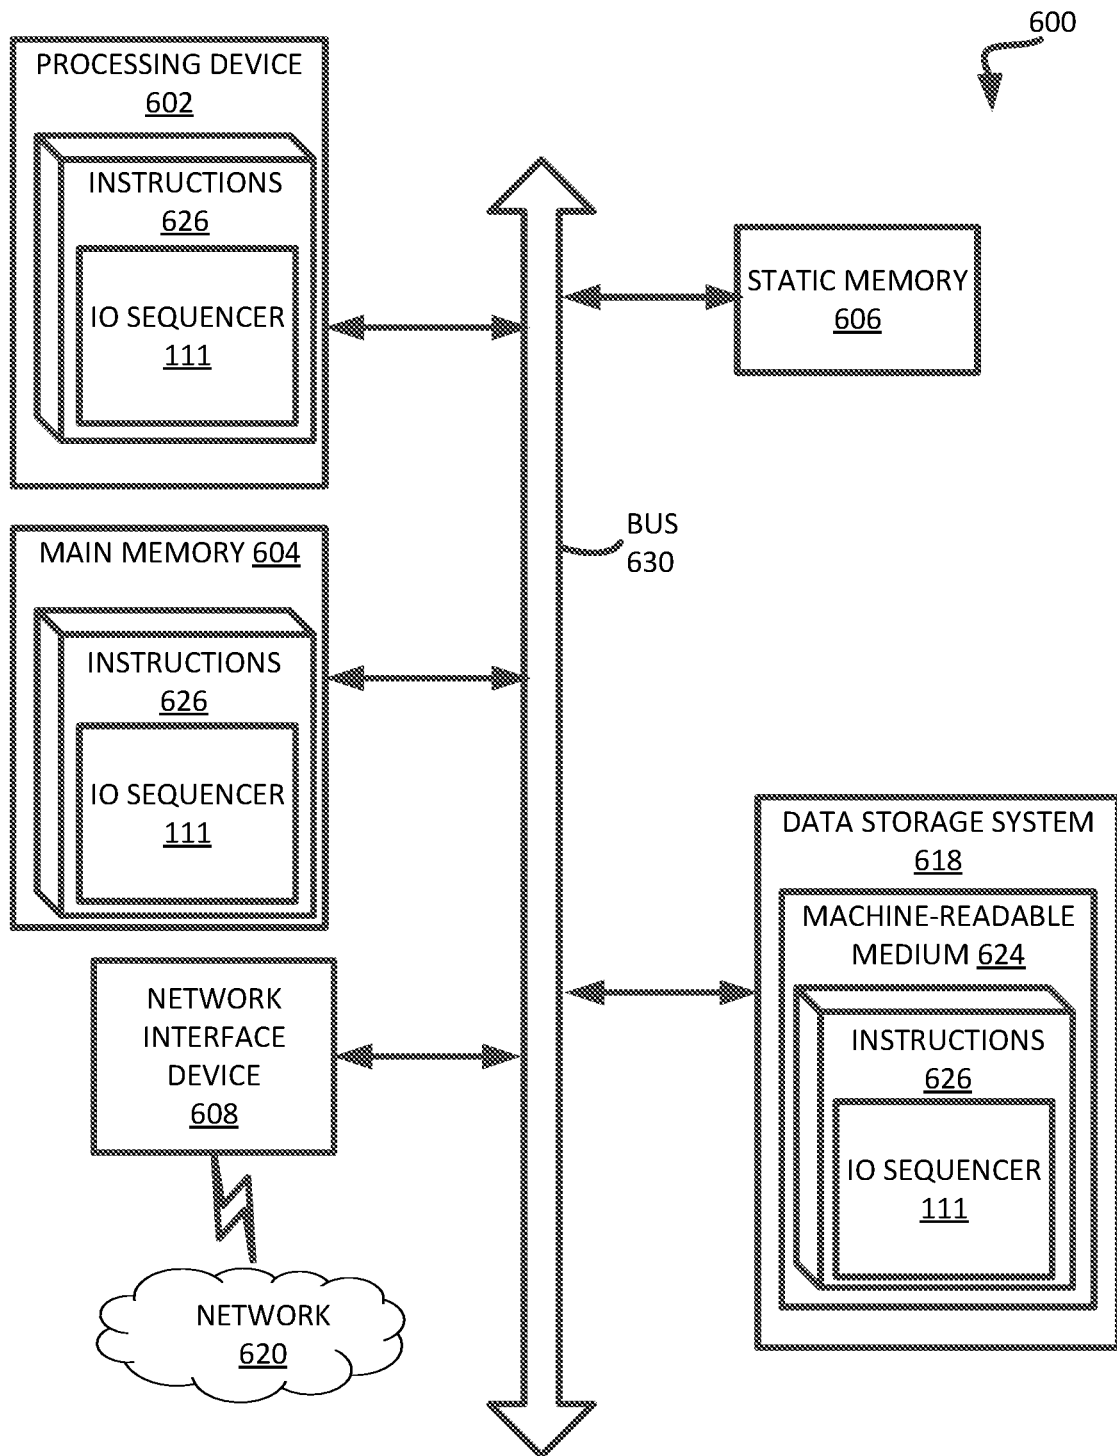 600
PROCESSING DEVICE
602
INSTRUCTIONS
626
IO SEQUENCER
111
STATIC MEMORY
606
BUS
630
MAIN MEMORY 604
INSTRUCTIONS
626
IO SEQUENCER
111
DATA STORAGE SYSTEM
618
MACHINE-READABLE
MEDIUM 624
INSTRUCTIONS
626
IO SEQUENCER
111
NETWORK
INTERFACE
DEVICE
608
NETWORK
620